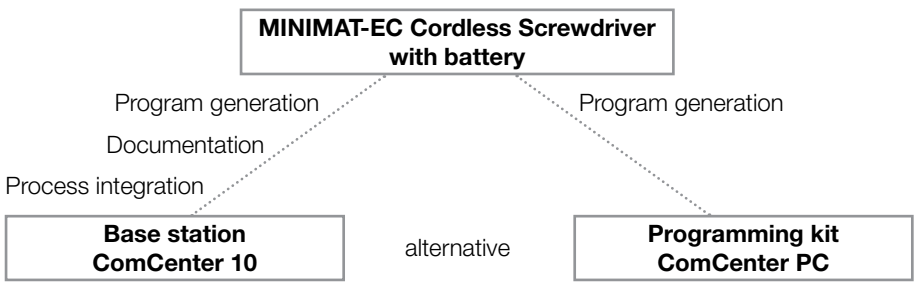 MINIMAT-EC Cordless Screwdriver
with battery
Program generation
Program generation
Documentation
Process integration
Base station
ComCenter 10
alternative
Programming kit
ComCenter PC